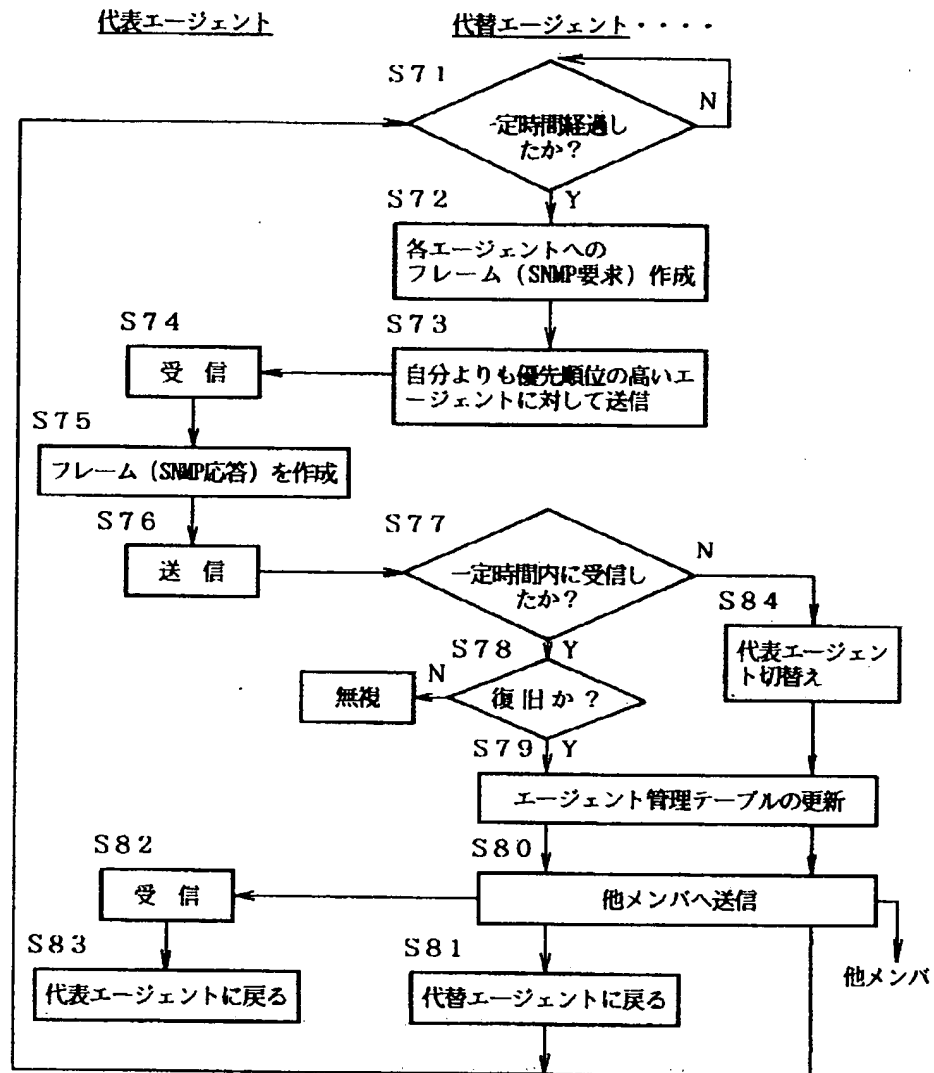 代表エージェント
代替エージェント・・・・
S71
N
一定時間経過し
たか?
Y
S72
各エージェントへの
フレーム(SNMP要求)作成
S73
自分よりも優先順位の高いエ
ージェントに対して送信
S74
受 信
S75
フレーム(SNMP応答)を作成
S76
送 信
S77
N
一定時間内に受信し
たか?
Y
S84
代表エージェン
ト切替え
S78
N
無視
復旧か?
S79
Y
エージェント管理テーブルの更新
S80
他メンバへ送信
他メンバ
S82
受 信
S83
代表エージェントに戻る
S81
代替エージェントに戻る